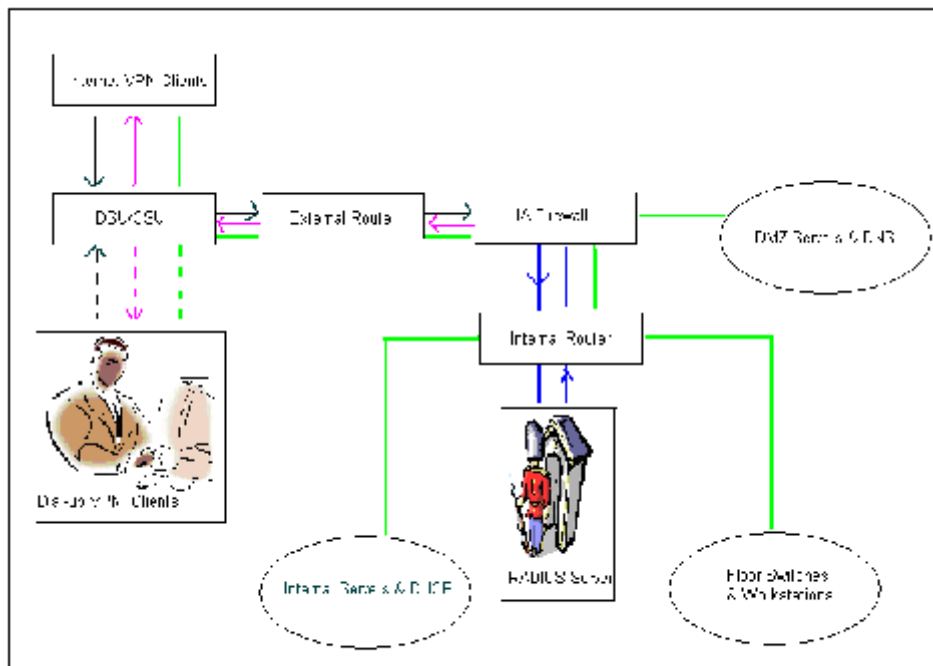 Internet VPN Clients
DSU/CSU
External Route
Firewall
DMZ Servers & DNS
Internal Router
Dial-up VPN Clients
Internal Servers & DHCP
RADIUS Server
Floor Switches
& Workstations